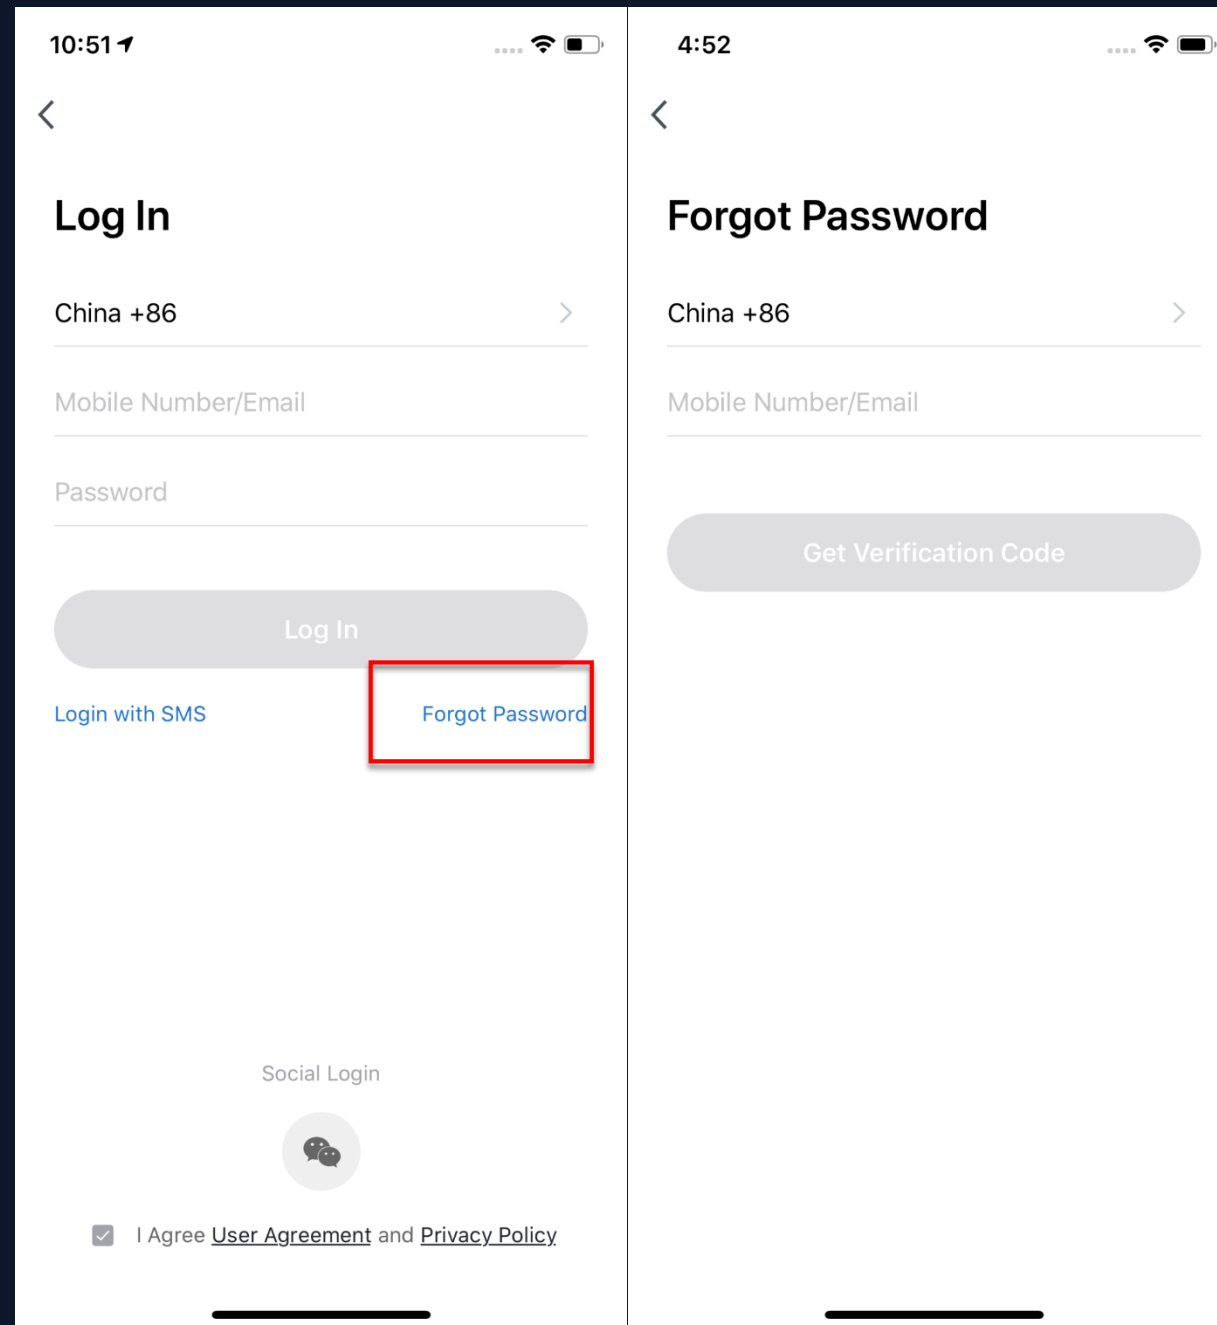 10:51
Log In
China +86
Mobile Number/Email
Password
Log In
Login with SMS
Forgot Password
Social Login
I Agree User Agreement and Privacy Policy
4:52
Forgot Password
China +86
Mobile Number/Email
Get Verification Code